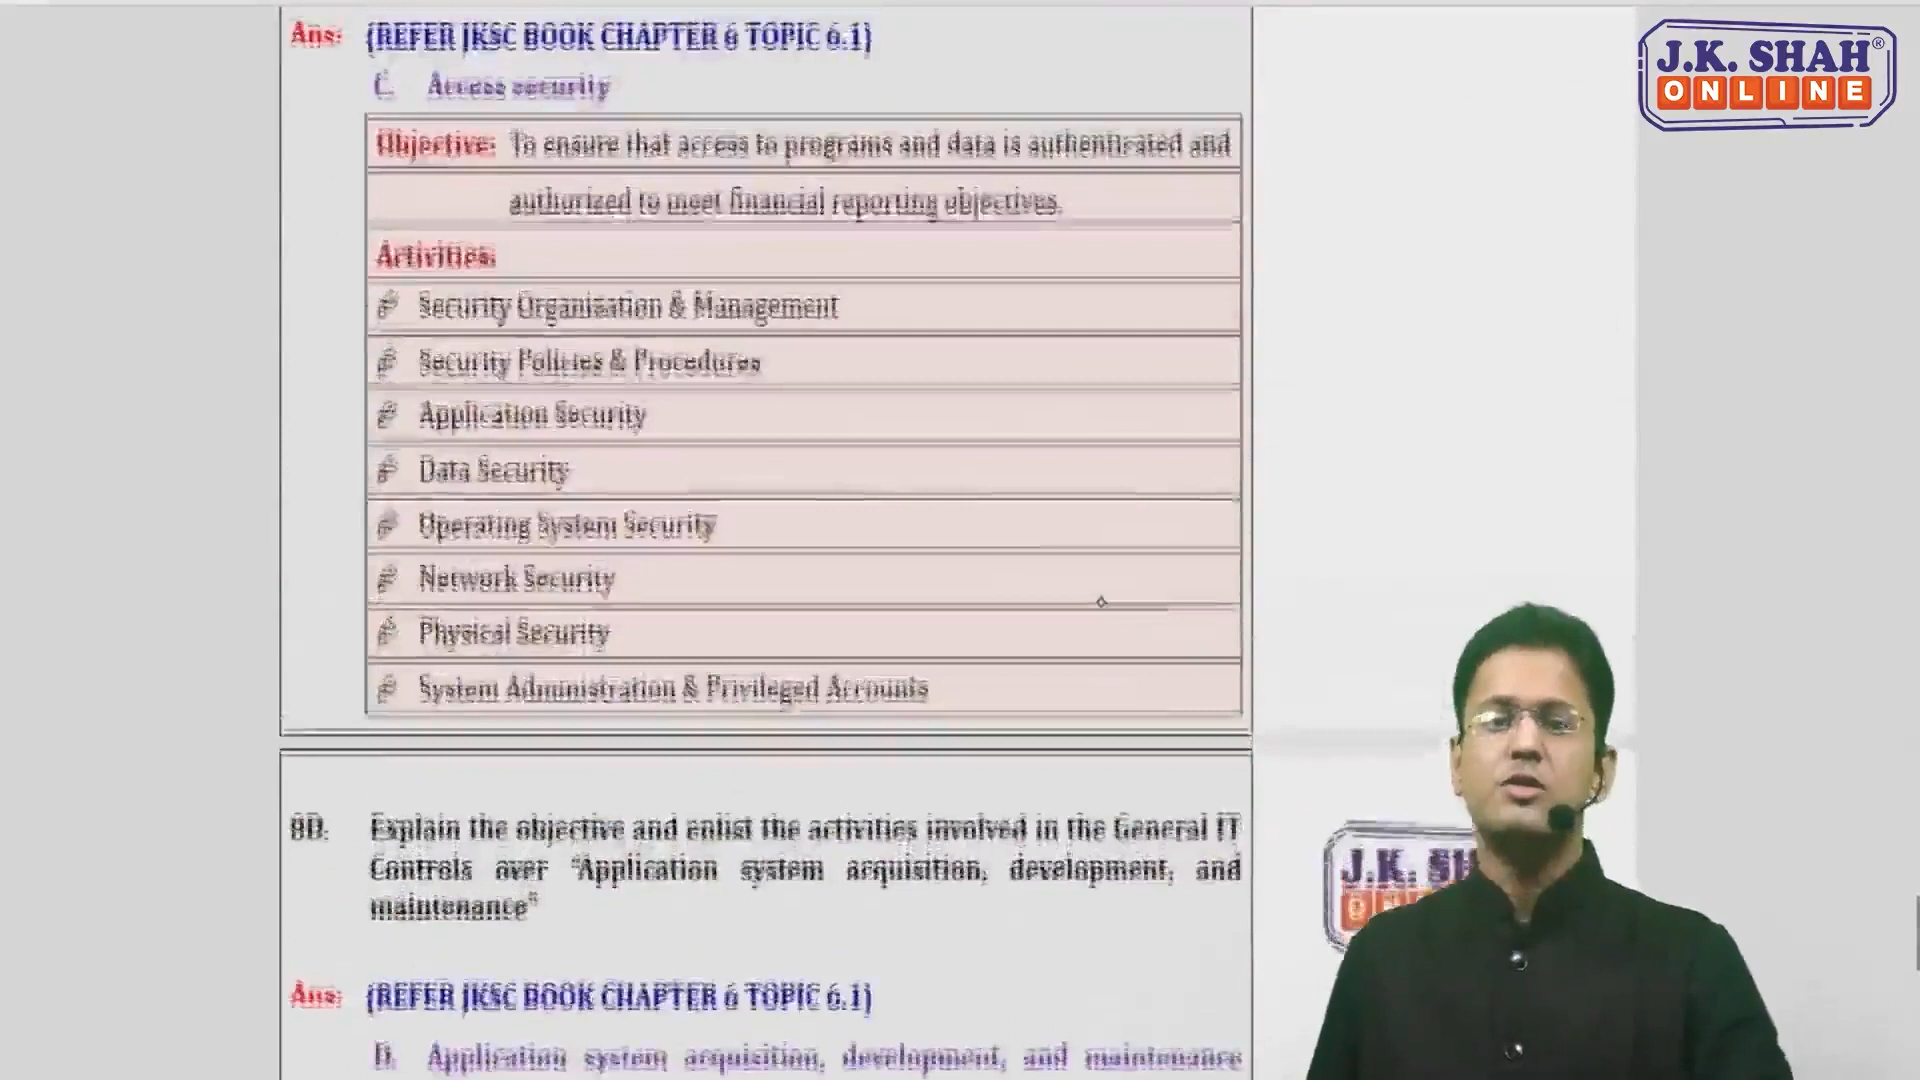 Ans: (REFER JKSC BOOK CHAPTER 6 TOPIC 6.1)
C. Access security
Objective: To ensure that access to programs and data is authenticated and
authorized to meet financial reporting objectives.
Activities:
Security Organization & Management
Security Policies & Procedures
Application Security
Data Security
Operating System Security
Network Security
Physical Security
System Administration & Privileged Accounts
8D. Explain the objective and enlist the activities involved in the General IT
Controls over "Application system acquisition, development, and
maintenance"
Ans: (REFER JKSC BOOK CHAPTER 6 TOPIC 6.1)
D. Application system acquisition, development, and maintenance
J.K. SHAH®
ONLINE
J.K. SH